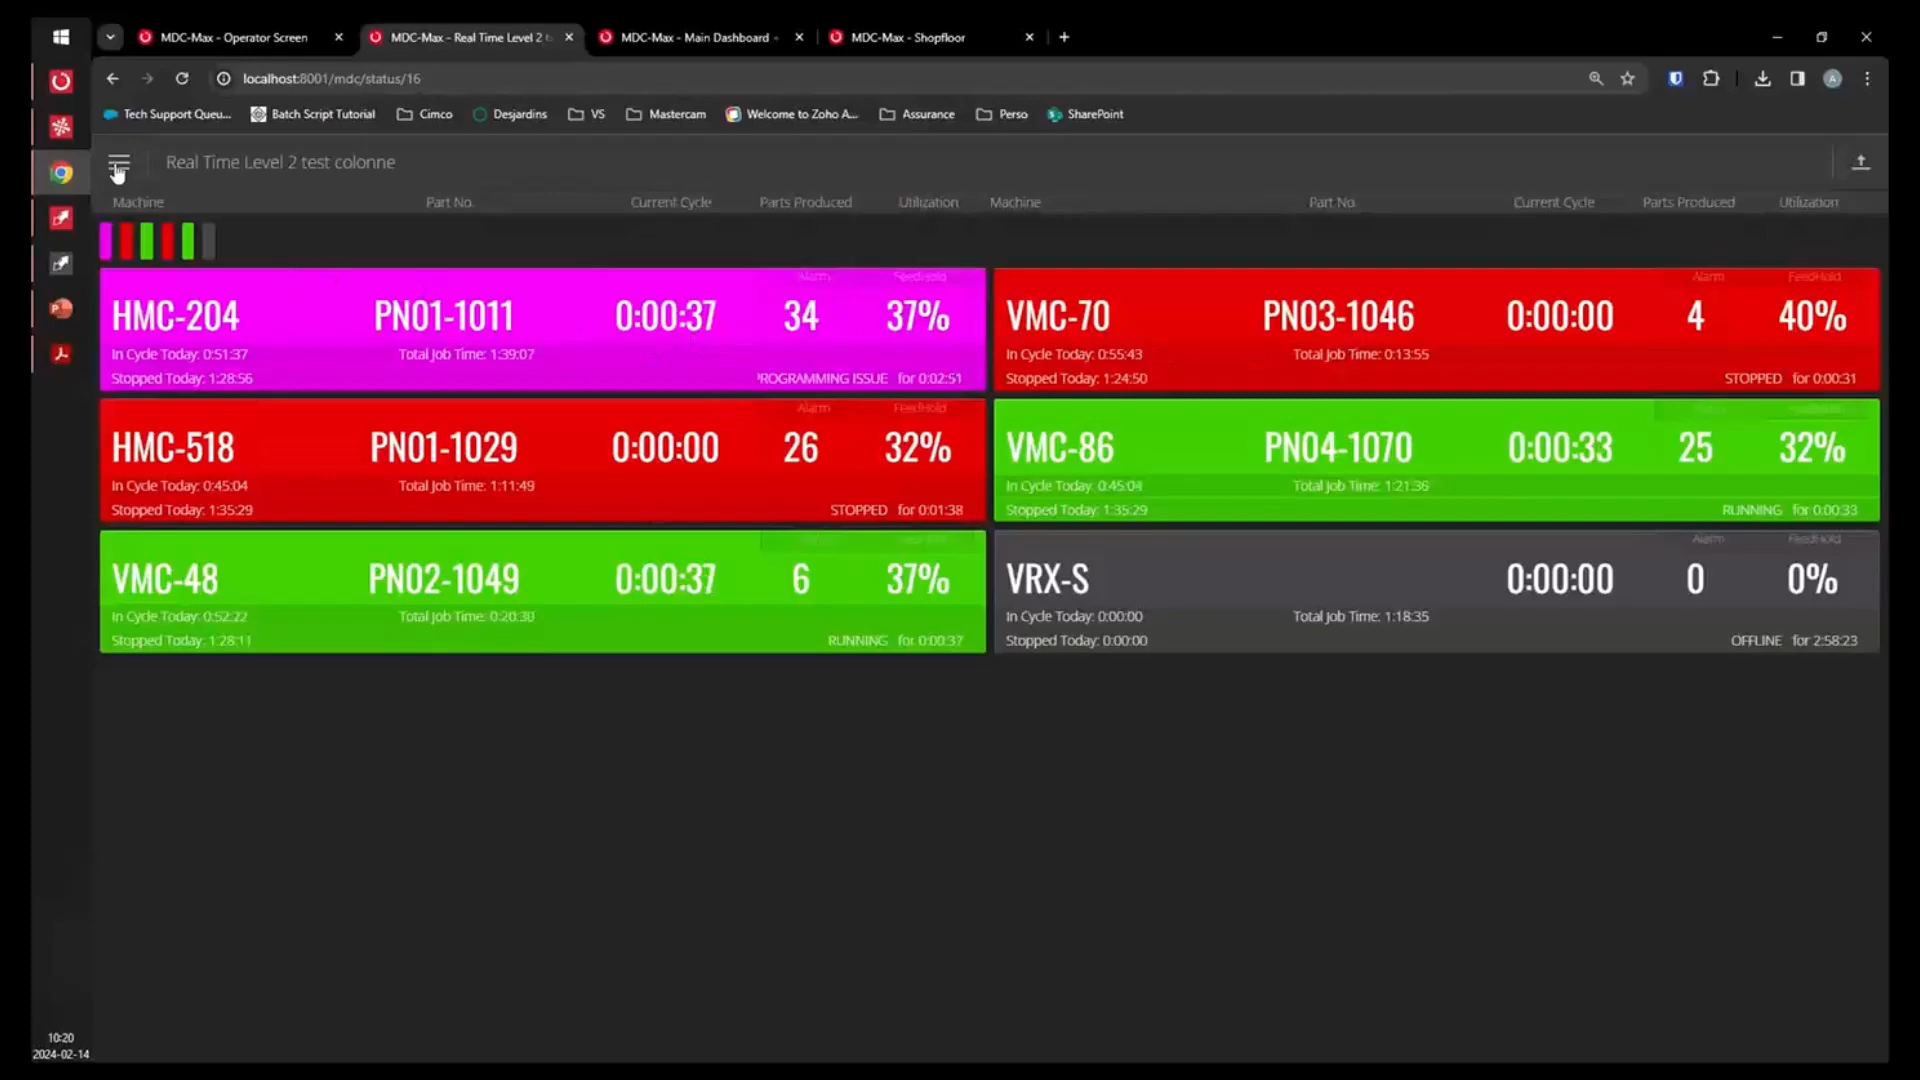 MDC-Max - Operator Screen
MDC-Max - Real Time Level 2 t
MDC-Max - Main Dashboard -
MDC-Max - Shopfloor
localhost:8001/mdc/status/16
Tech Support Queu...
Batch Script Tutorial
Cimco
Desjardins
VS
Mastercam
Welcome to Zoho A...
Assurance
Perso
SharePoint
Real Time Level 2 test colonne
Machine Part No. Current Cycle Parts Produced Utilization Machine Part No. Current Cycle Parts Produced Utilization
Alarm FeedHold
HMC-204 PN01-1011 0:00:37 34 37%
In Cycle Today: 0:51:37 Total Job Time: 1:39:07
Stopped Today: 1:28:56 PROGRAMMING ISSUE for 0:02:51
Alarm FeedHold
VMC-70 PN03-1046 0:00:00 4 40%
In Cycle Today: 0:55:43 Total Job Time: 0:13:55
Stopped Today: 1:24:50 STOPPED for 0:00:31
Alarm FeedHold
HMC-518 PN01-1029 0:00:00 26 32%
In Cycle Today: 0:45:04 Total Job Time: 1:11:49
Stopped Today: 1:35:29 STOPPED for 0:01:38
VMC-86 PN04-1070 0:00:33 25 32%
In Cycle Today: 0:45:04 Total Job Time: 1:21:36
Stopped Today: 1:35:29 RUNNING for 0:00:33
VMC-48 PN02-1049 0:00:37 6 37%
In Cycle Today: 0:52:22 Total Job Time: 0:20:30
Stopped Today: 1:28:11 RUNNING for 0:00:37
Alarm FeedHold
VRX-S 0:00:00 0 0%
In Cycle Today: 0:00:00 Total Job Time: 1:18:35
Stopped Today: 0:00:00 OFFLINE for 2:58:23
10:20
2024-02-14